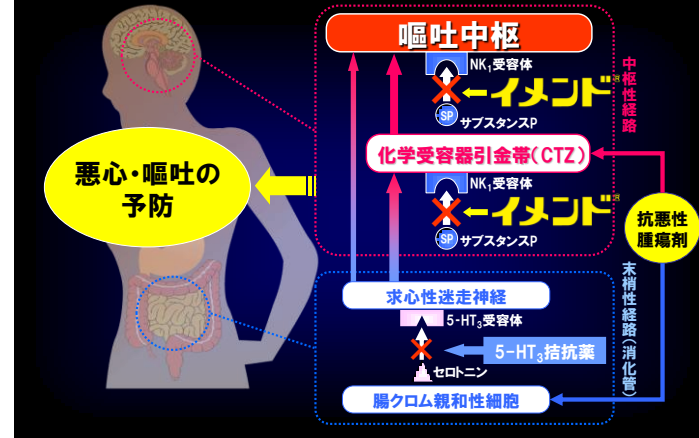 嘔吐中枢
NK1受容体
イメンド®
SP サブスタンスP
中枢性経路
化学受容器引金帯(CTZ)
NK1受容体
イメンド®
SP サブスタンスP
悪心・嘔吐の
予防
抗悪性
腫瘍剤
求心性迷走神経
5-HT3受容体
5-HT3拮抗薬
セロトニン
腸クロム親和性細胞
末梢性経路(消化管)